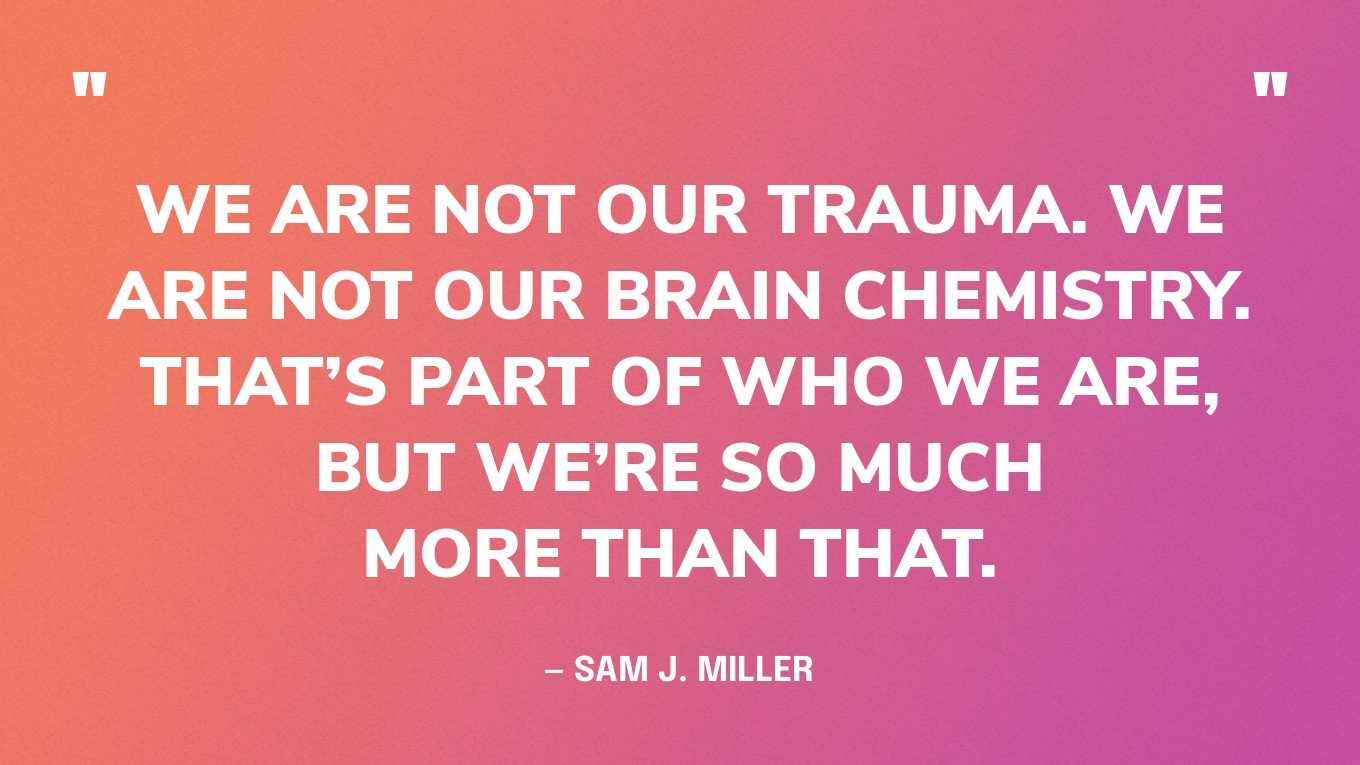 " "
WE ARE NOT OUR TRAUMA. WE
ARE NOT OUR BRAIN CHEMISTRY.
THAT’S PART OF WHO WE ARE,
BUT WE’RE SO MUCH
MORE THAN THAT.
– SAM J. MILLER